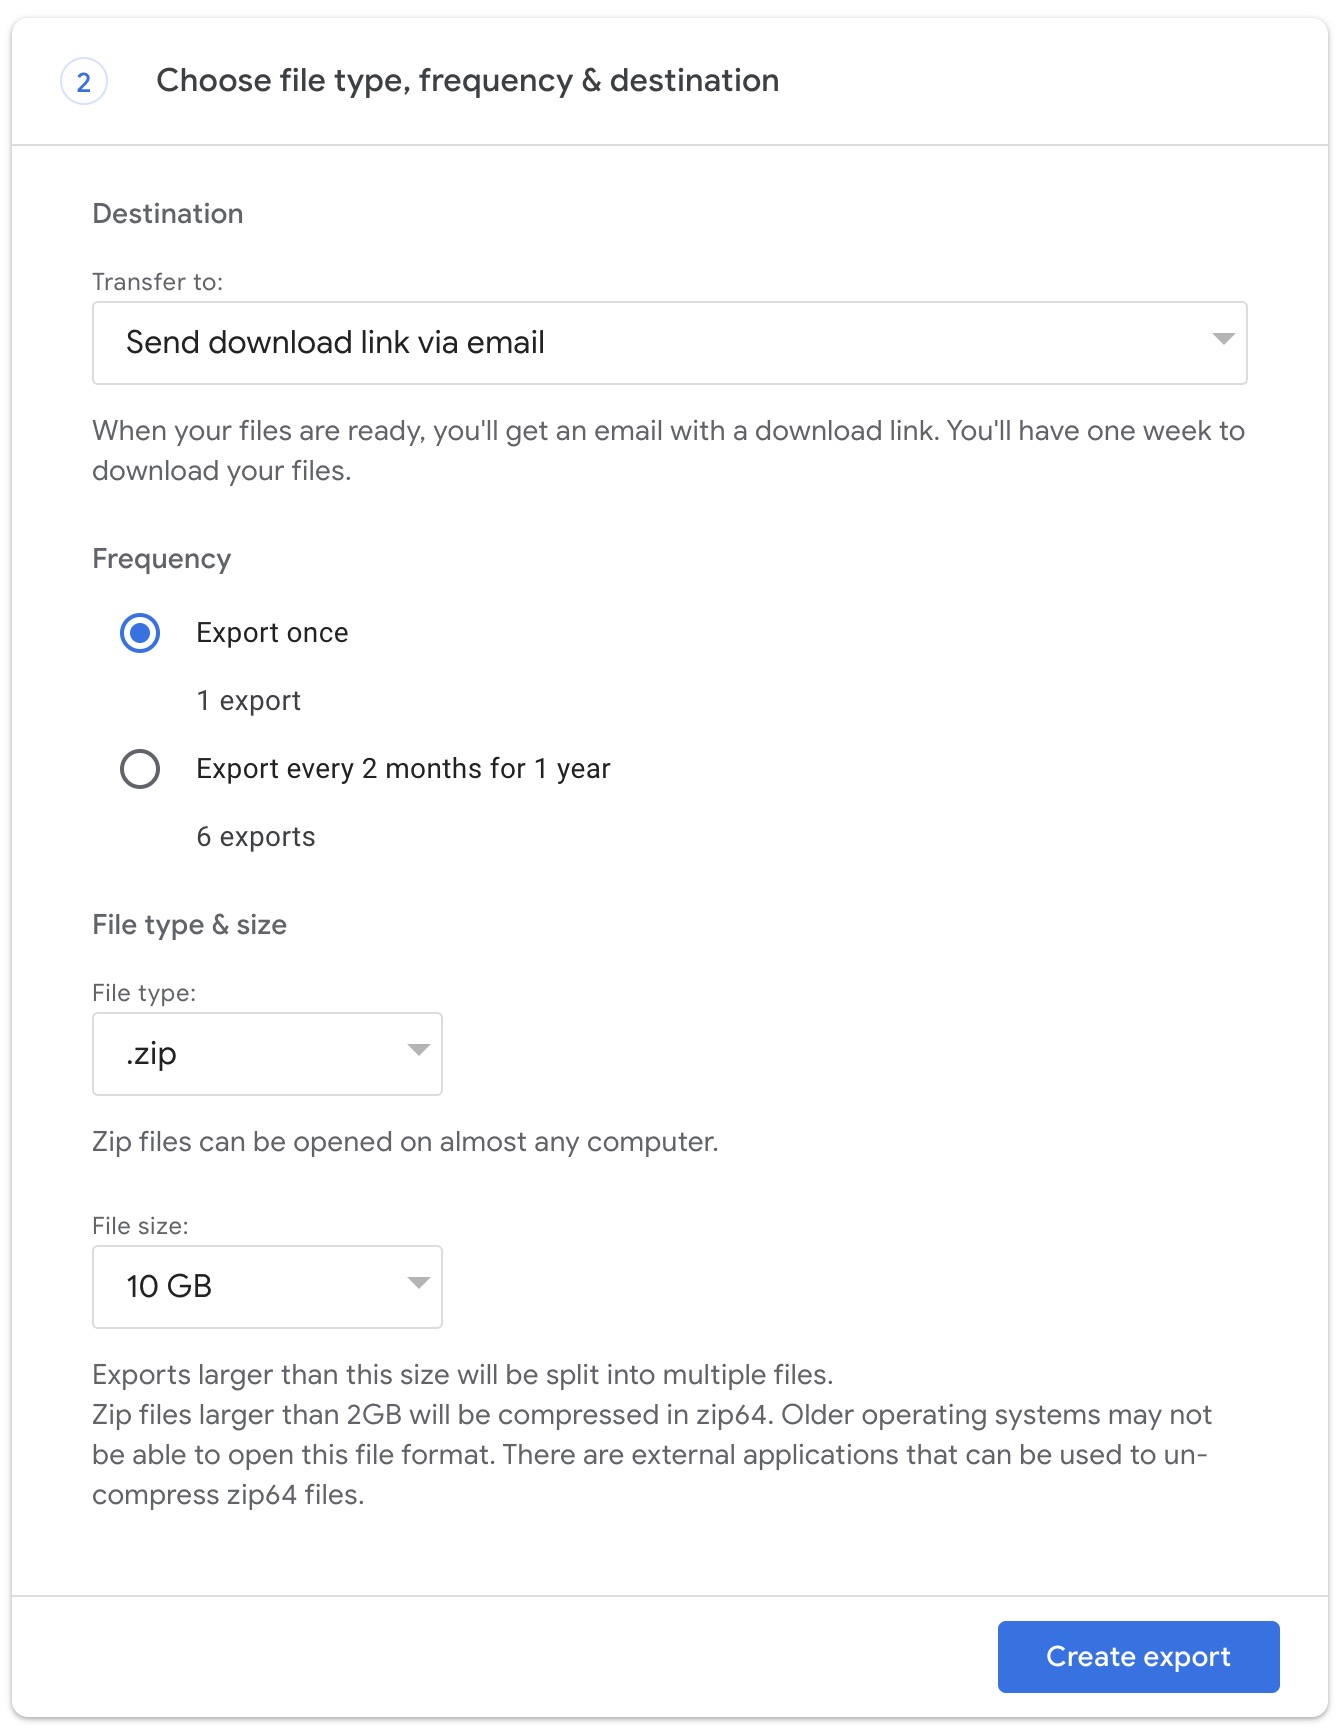 2
Choose file type, frequency & destination
Destination
Transfer to:
Send download link via email
When your files are ready, you'll get an email with a download link. You'll have one week to
download your files.
Frequency
Export once
1 export
Export every 2 months for 1 year
6 exports
File type & size
File type:
.zip
Zip files can be opened on almost any computer.
File size:
10 GB
Exports larger than this size will be split into multiple files.
Zip files larger than 2GB will be compressed in zip64. Older operating systems may not
be able to open this file format. There are external applications that can be used to un-
compress zip64 files.
Create export